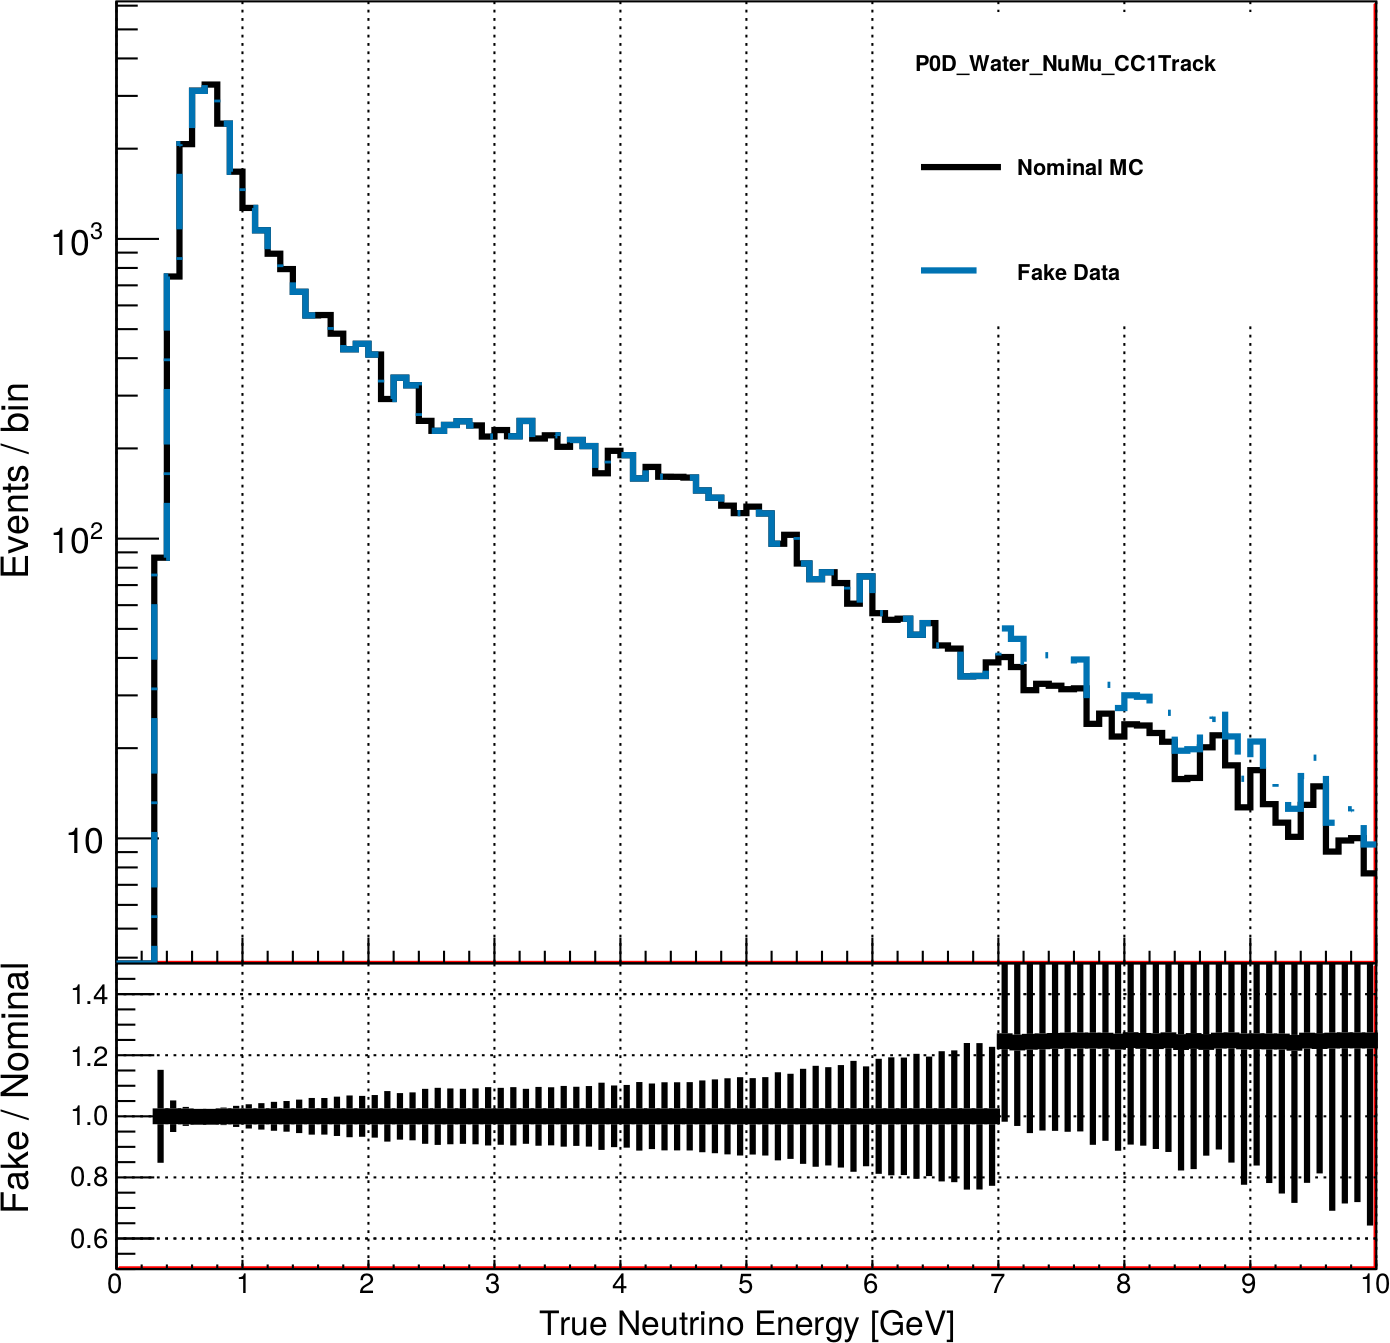 P0D_Water_NuMu_CC1Track
Nominal MC
Fake Data
Events / bin
10³
10²
10
Fake / Nominal
1.4
1.2
1.0
0.8
0.6
0 1 2 3 4 5 6 7 8 9 10
True Neutrino Energy [GeV]